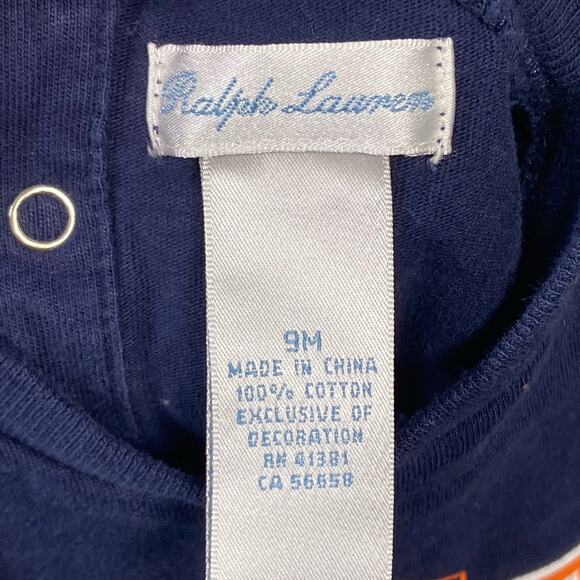 Ralph Lauren
9M
MADE IN CHINA
100% COTTON
EXCLUSIVE OF
DECORATION
RN 41381
CA 56658